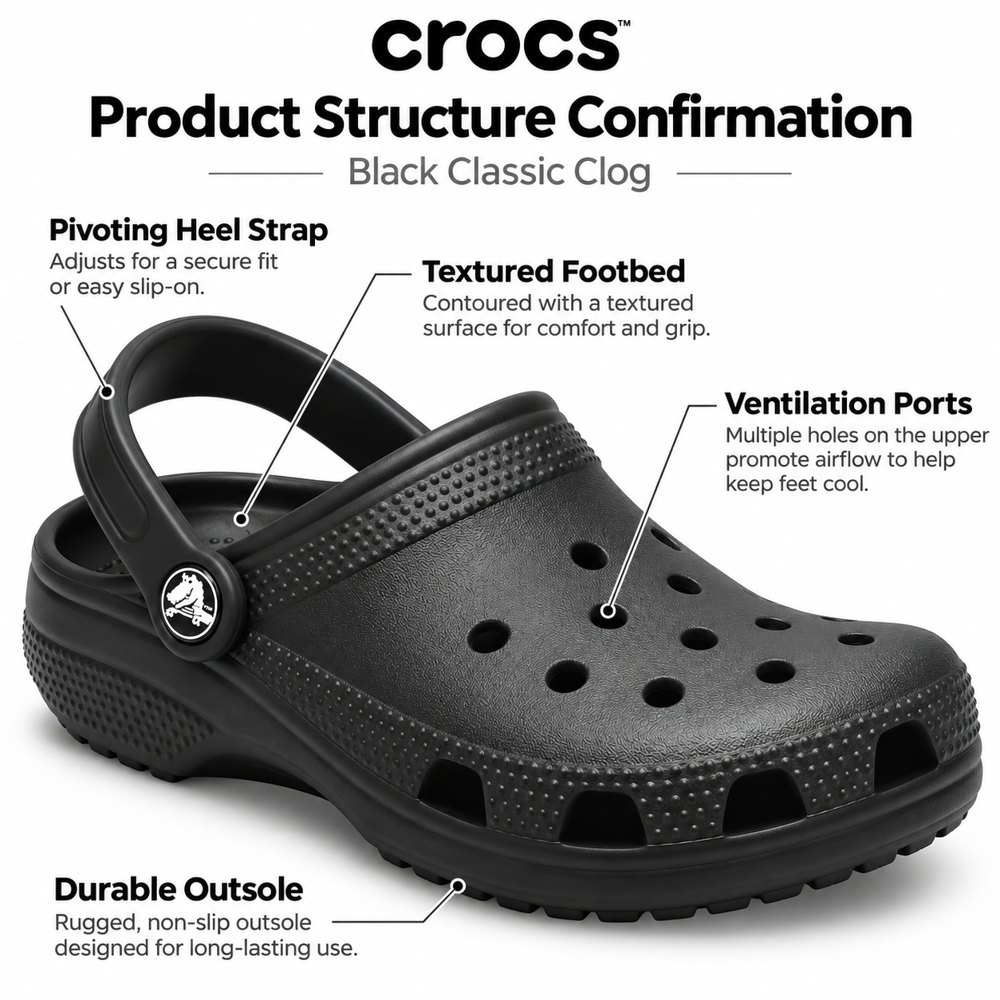 crocs™
Product Structure Confirmation
Black Classic Clog
Pivoting Heel Strap
Adjusts for a secure fit
or easy slip-on.
Textured Footbed
Contoured with a textured
surface for comfort and grip.
Ventilation Ports
Multiple holes on the upper
promote airflow to help
keep feet cool.
Durable Outsole
Rugged, non-slip outsole
designed for long-lasting use.